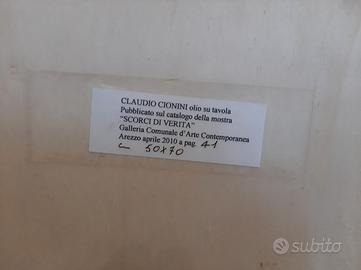 CLAUDIO CIONINI olio su tavola
Pubblicato sul catalogo della mostra
"SCORCI DI VERITA"
Galleria Comunale d'Arte Contemporanea
Arezzo aprile 2010 a pag. 41
50x70
subito